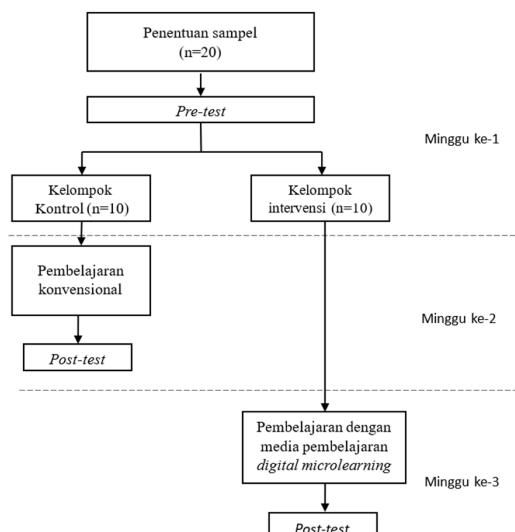 Penentuan sampel
(n=20)
Pre-test
Minggu ke-1
Kelompok
Kontrol (n=10)
Kelompok
intervensi (n=10)
Pembelajaran
konvensional
Minggu ke-2
Post-test
Pembelajaran dengan
media pembelajaran
digital microlearning
Minggu ke-3
Post-test